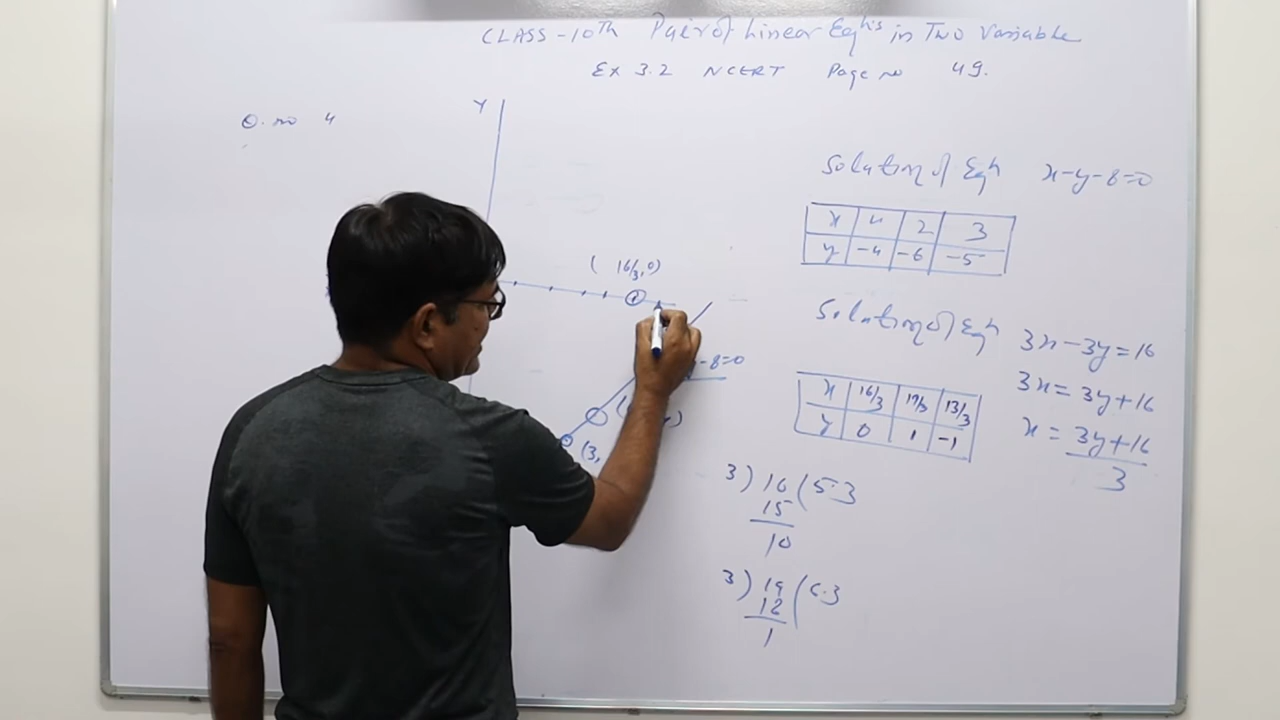 CLASS-10th Pair of Linear Eqns in Two Variable
Ex 3.2 NCERT Page no 49.
Q. no 4
Y
Solution of Eqn x-y-8=0
x 4 2 3
y -4 -6 -5
(16/3,0)
Solution of Eqn 3x-3y=16
3x = 3y+16
x = 3y+16
3
x 16/3 19/3 13/3
y 0 1 -1
-8=0
(3,
3) 16 (5.3
15
10
3) 19 (6.3
1